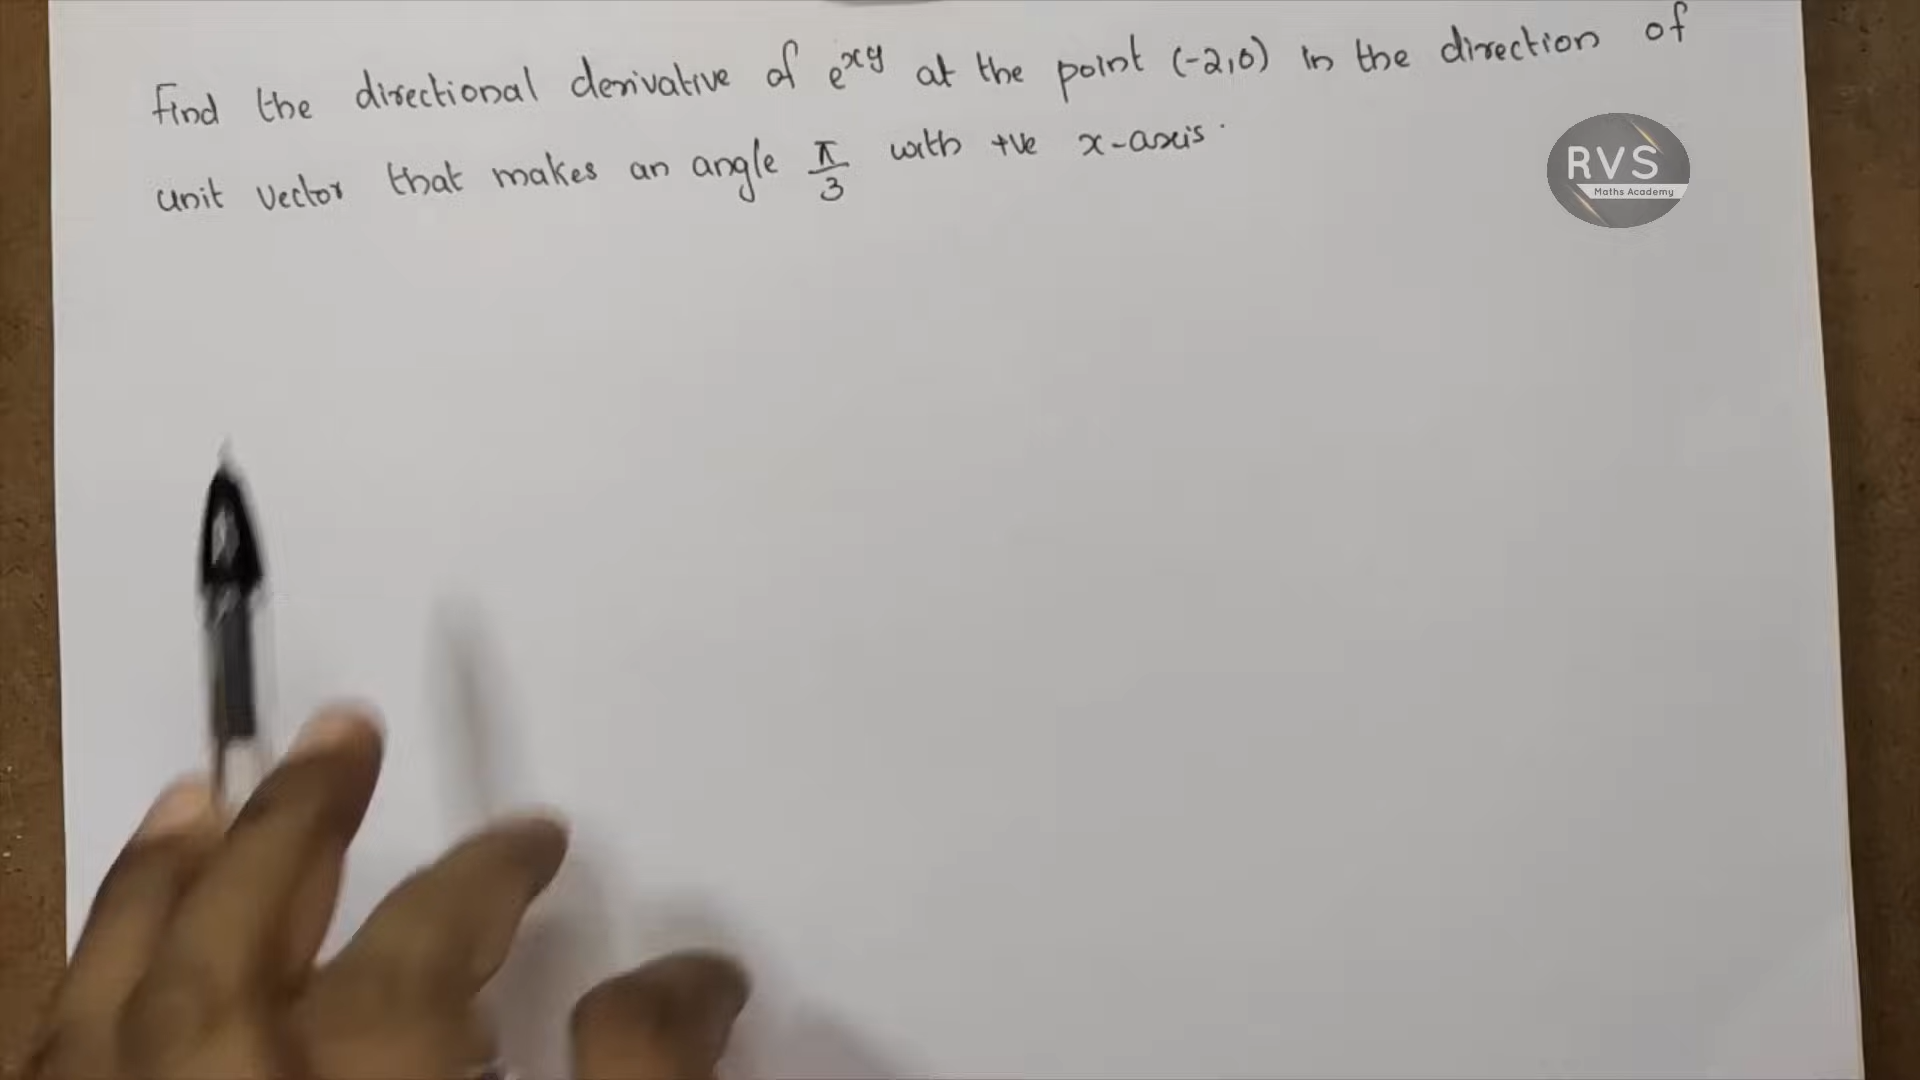 Find the directional derivative of e^xy at the point (-2,0) in the direction of
unit vector that makes an angle π/3 with +ve x-axis.
RVS
Maths Academy